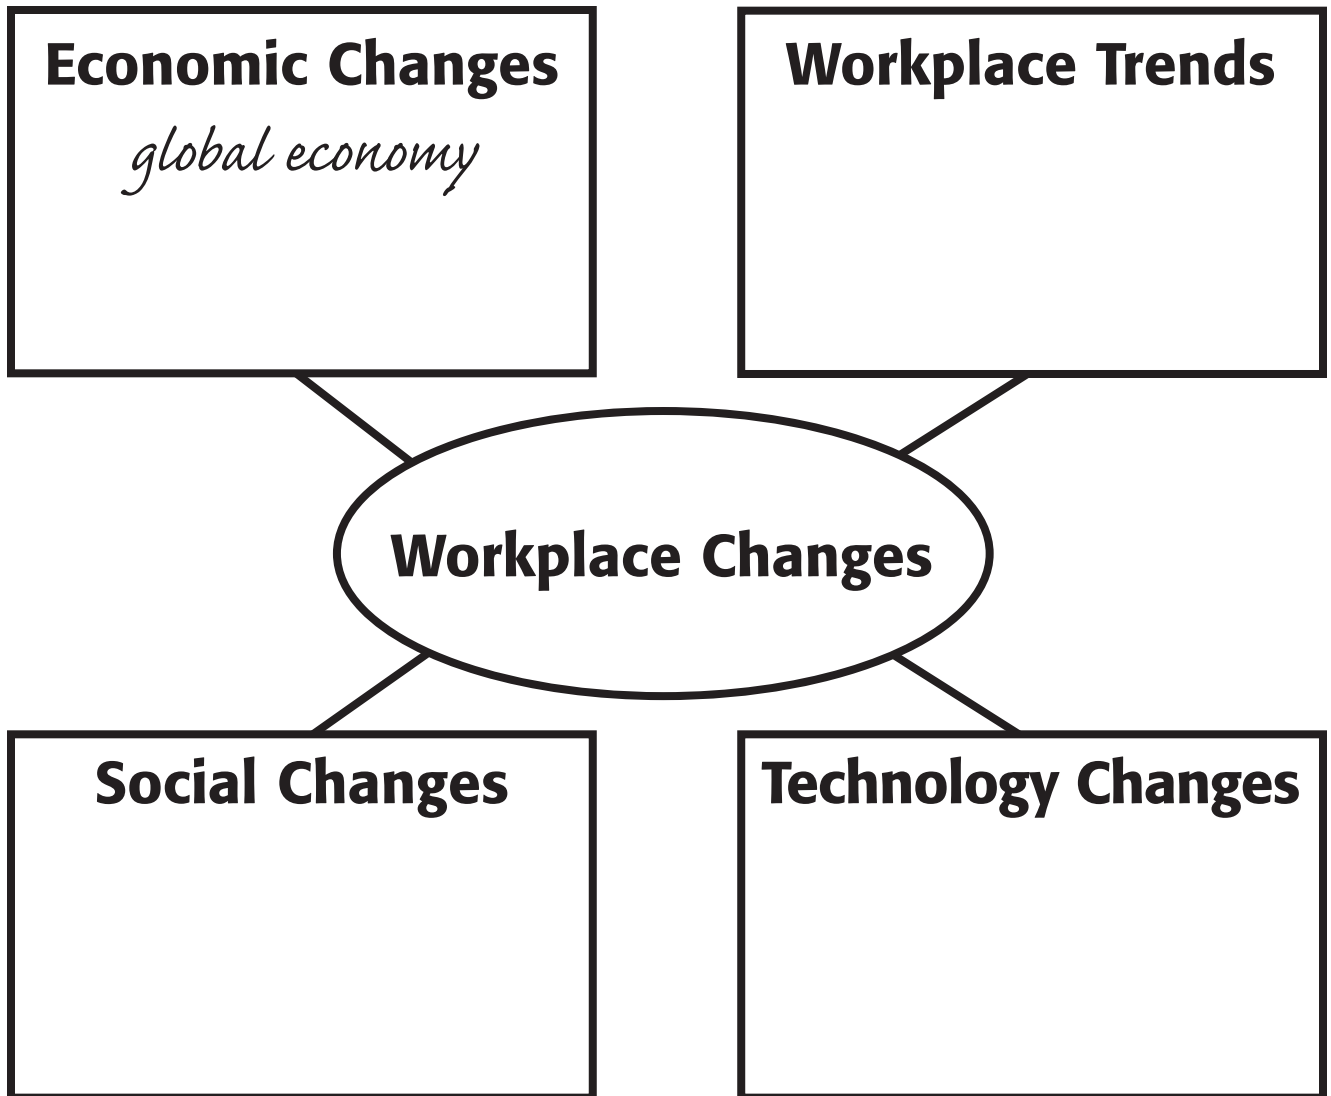 Economic Changes
global economy
Workplace Trends
Workplace Changes
Social Changes
Technology Changes